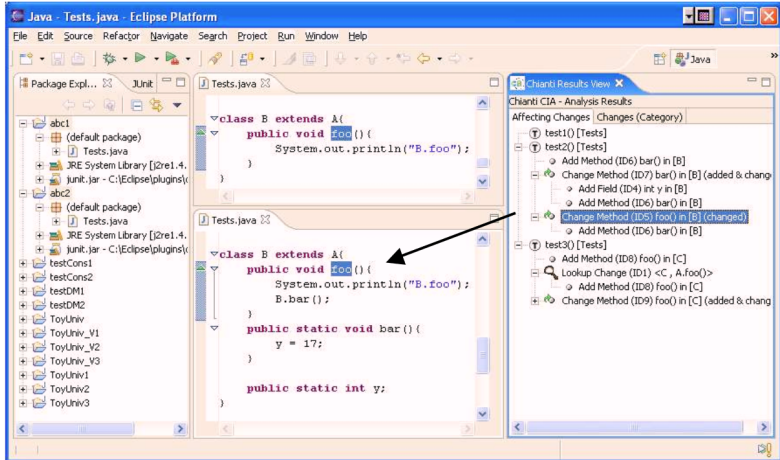 Java - Tests.java - Eclipse Platform
File Edit Source Refactor Navigate Search Project Run Window Help
Java
Package Expl...
JUnit
abc1
(default package)
Tests.java
JRE System Library [j2re1.4.
junit.jar - C:\Eclipse\plugins\
abc2
(default package)
Tests.java
JRE System Library [j2re1.4.
junit.jar - C:\Eclipse\plugins\
testCons1
testCons2
testDM1
testDM2
ToyUniv
ToyUniv_V1
ToyUniv_V2
ToyUniv_V3
ToyUniv1
ToyUniv2
ToyUniv3
Tests.java
class B extends A{
public void foo(){
System.out.println("B.foo");
}
}
Tests.java
class B extends A{
public void foo(){
System.out.println("B.foo");
B.bar();
}
public static void bar(){
y = 17;
}
public static int y;
}
Chianti Results View
Chianti CIA - Analysis Results
Affecting Changes Changes (Category)
test1() [Tests]
test2() [Tests]
Add Method (ID6) bar() in [B]
Change Method (ID7) bar() in [B] (added & chang
Add Field (ID4) int y in [B]
Add Method (ID6) bar() in [B]
Change Method (ID5) foo() in [B] (changed)
Add Method (ID6) bar() in [B]
test3() [Tests]
Add Method (ID8) foo() in [C]
Lookup Change (ID1) <C , A.foo()>
Add Method (ID8) foo() in [C]
Change Method (ID9) foo() in [C] (added & chang